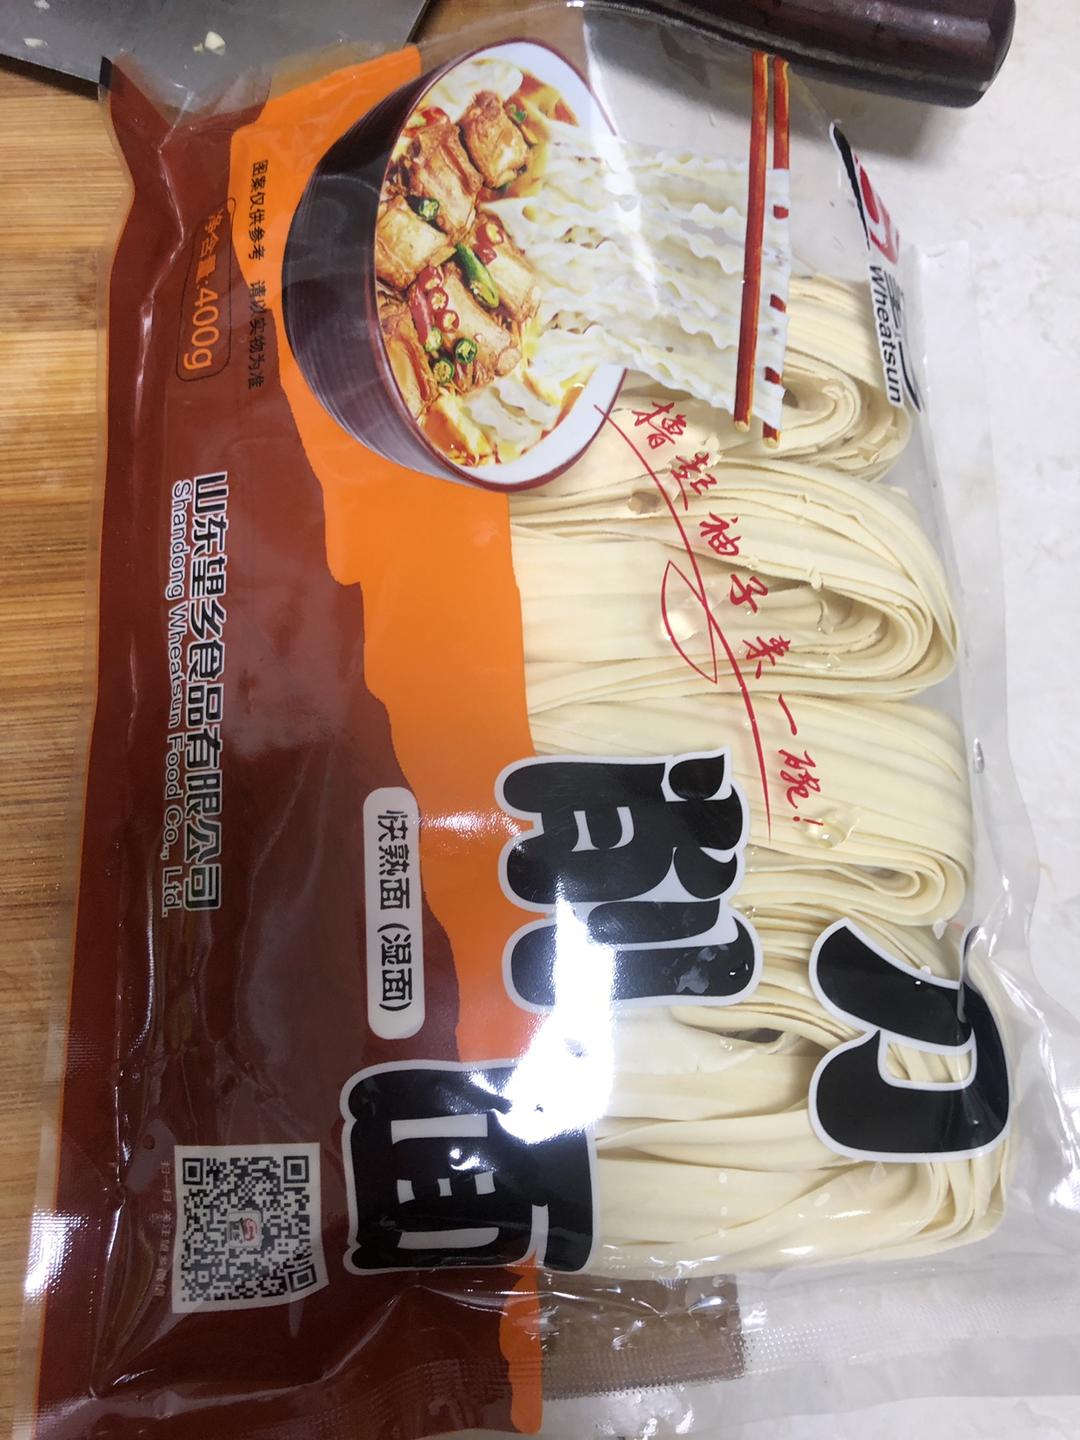 Wheatsun
撸起袖子来一碗!
刀
削
面
筷熟面 (湿面)
图案仅供参考 请以实物为准
净含量:400g
山东望乡食品有限公司
Shandong Wheatsun Food Co., Ltd.